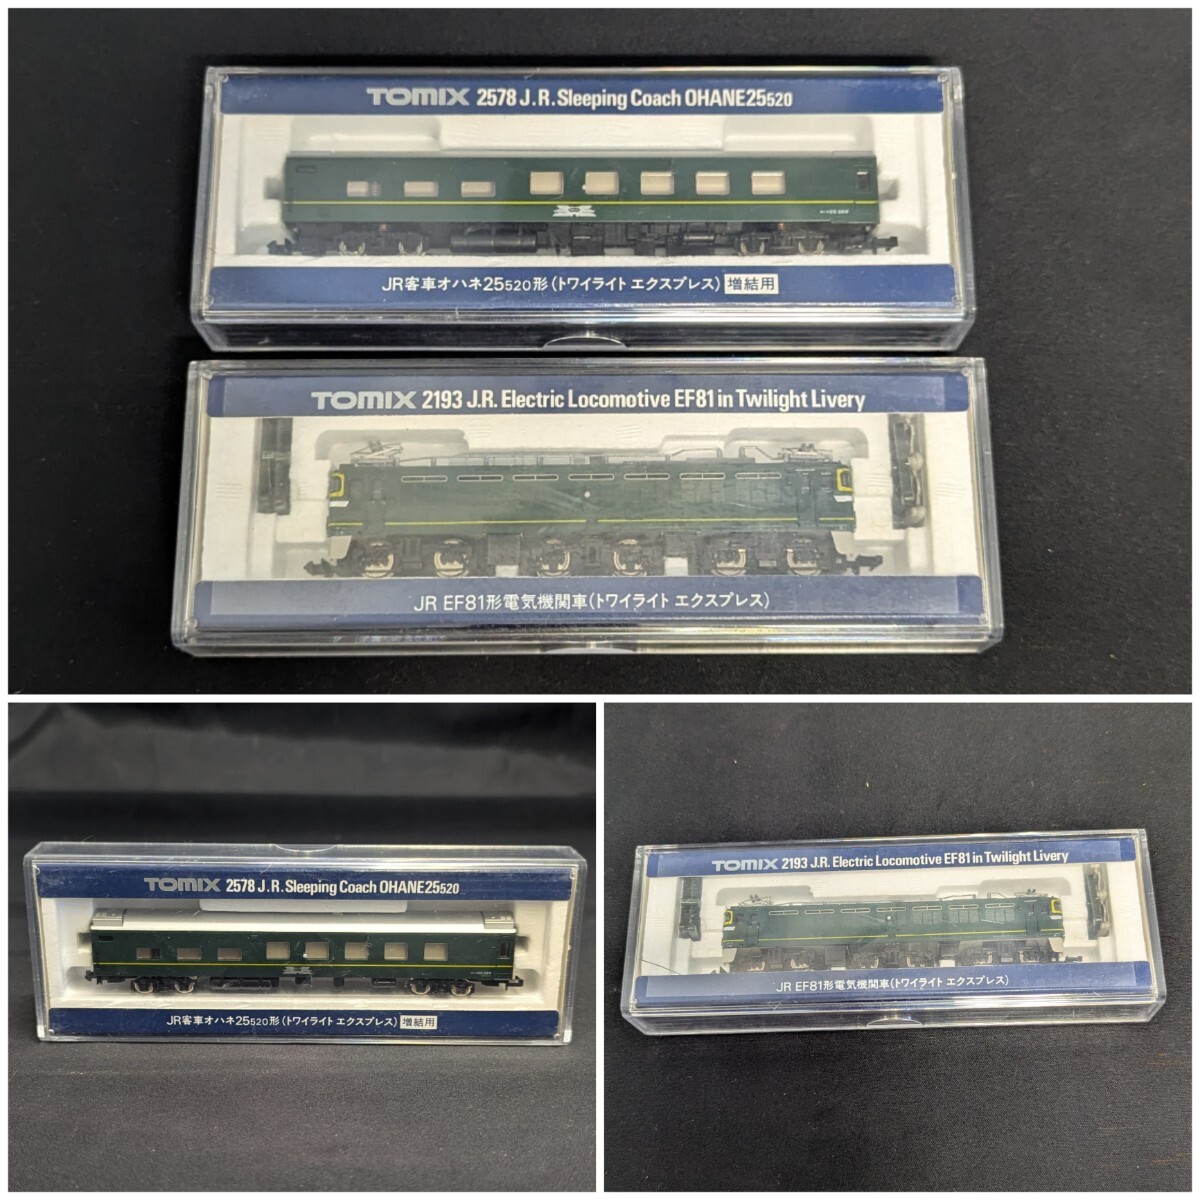 TOMIX 2578 J.R.Sleeping Coach OHANE25520
JR客車オハネ25520形(トワイライト エクスプレス) 増結用
TOMIX 2193 J.R. Electric Locomotive EF81 in Twilight Livery
JR EF81形電気機関車(トワイライト エクスプレス)
TOMIX 2578 J.R.Sleeping Coach OHANE25520
JR客車オハネ25520形(トワイライト エクスプレス) 増結用
TOMIX 2193 J.R. Electric Locomotive EF81 in Twilight Livery
JR EF81形電気機関車(トワイライト エクスプレス)